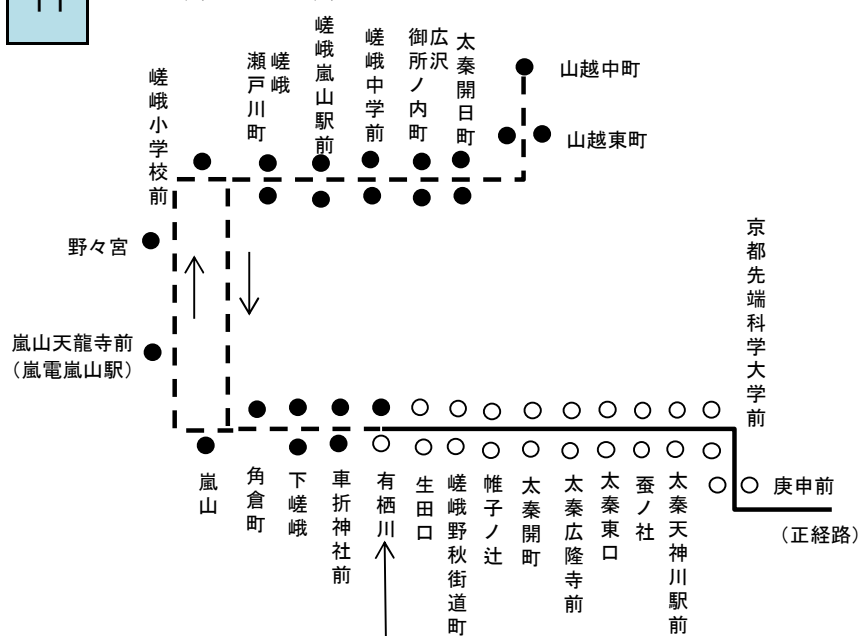 11
嵯峨小学校前
嵯峨
瀬戸川町
嵯峨嵐山駅前
嵯峨中学前
広沢
御所ノ内町
太秦開日町
山越中町
山越東町
野々宮
嵐山天龍寺前
（嵐電嵐山駅）
京都先端科学大学前
嵐山
角倉町
下嵯峨
車折神社前
有栖川
生田口
嵯峨野秋街道町
帷子ノ辻
太秦開町
太秦広隆寺前
太秦東口
蚕ノ社
太秦天神川駅前
庚申前
（正経路）